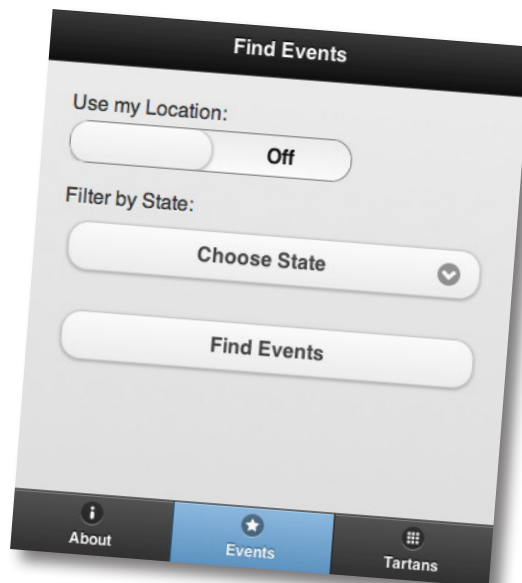 Find Events
Use my Location:
Off
Filter by State:
Choose State
Find Events
About
Events
Tartans